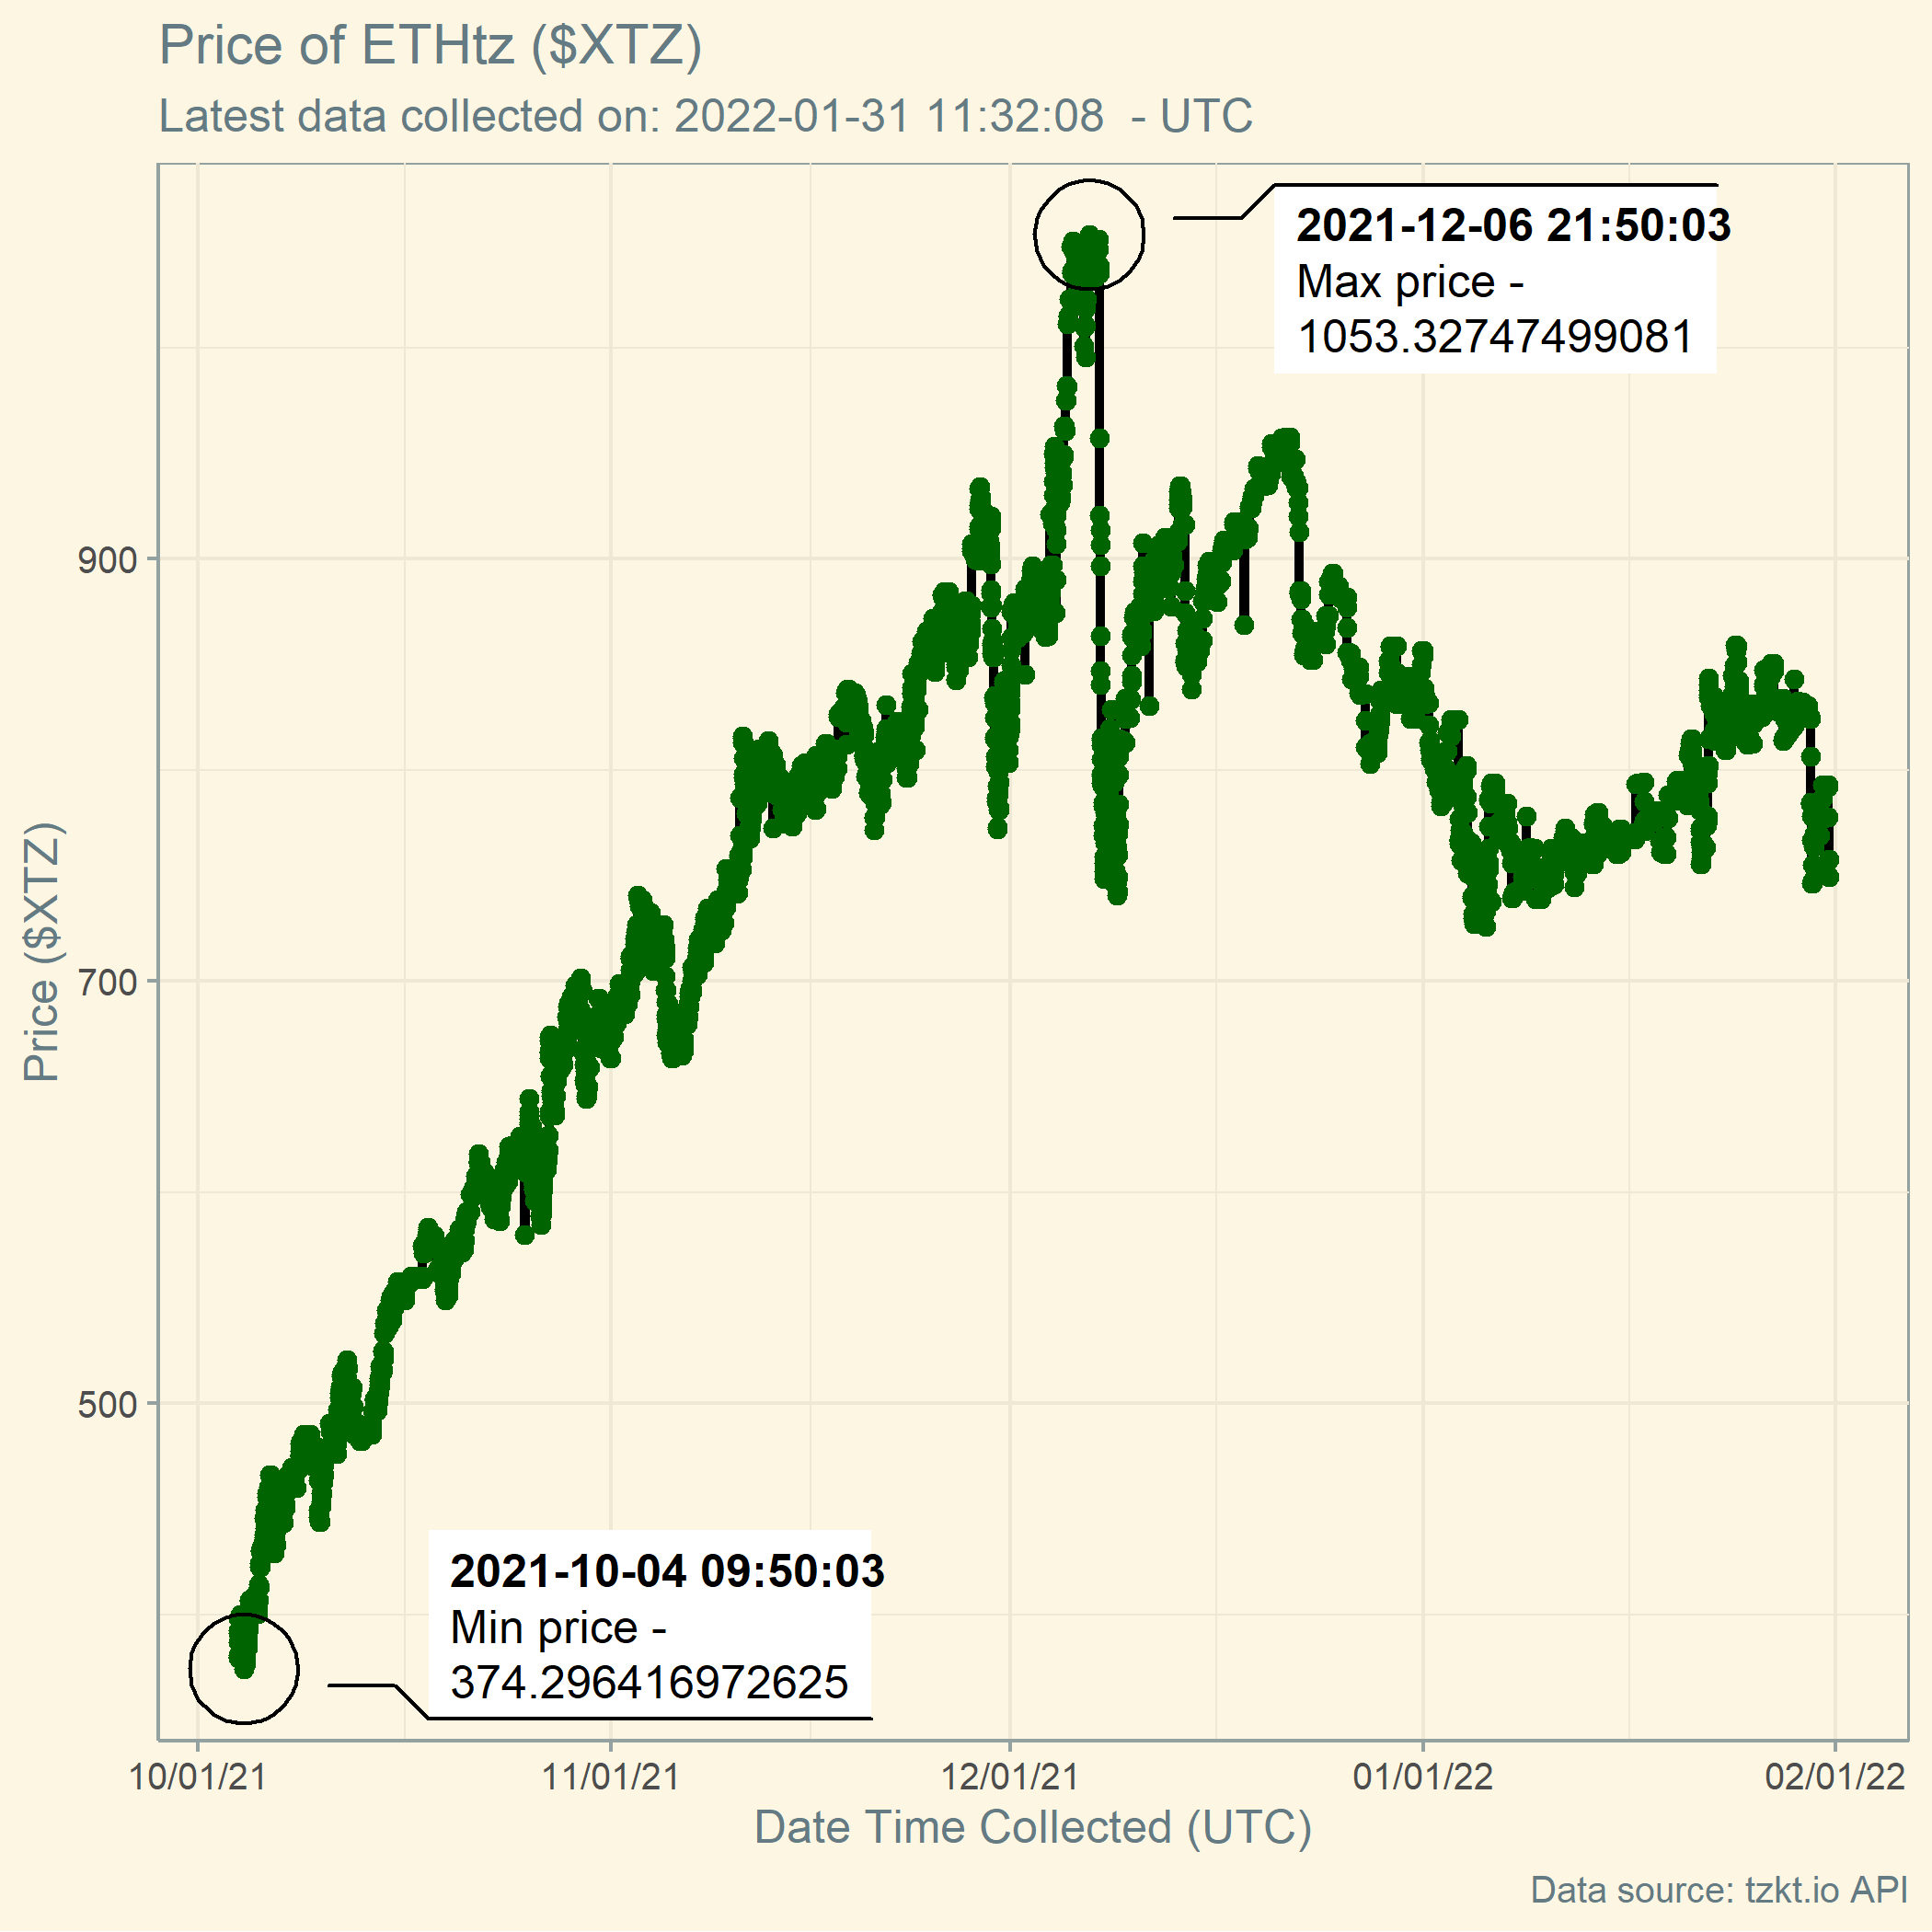 Price of ETHtz ($XTZ)
Latest data collected on: 2022-01-31 11:32:08  - UTC
2021-12-06 21:50:03
Max price -
1053.32747499081
900
700
500
Price ($XTZ)
2021-10-04 09:50:03
Min price -
374.296416972625
10/01/21
11/01/21
12/01/21
01/01/22
02/01/22
Date Time Collected (UTC)
Data source: tzkt.io API